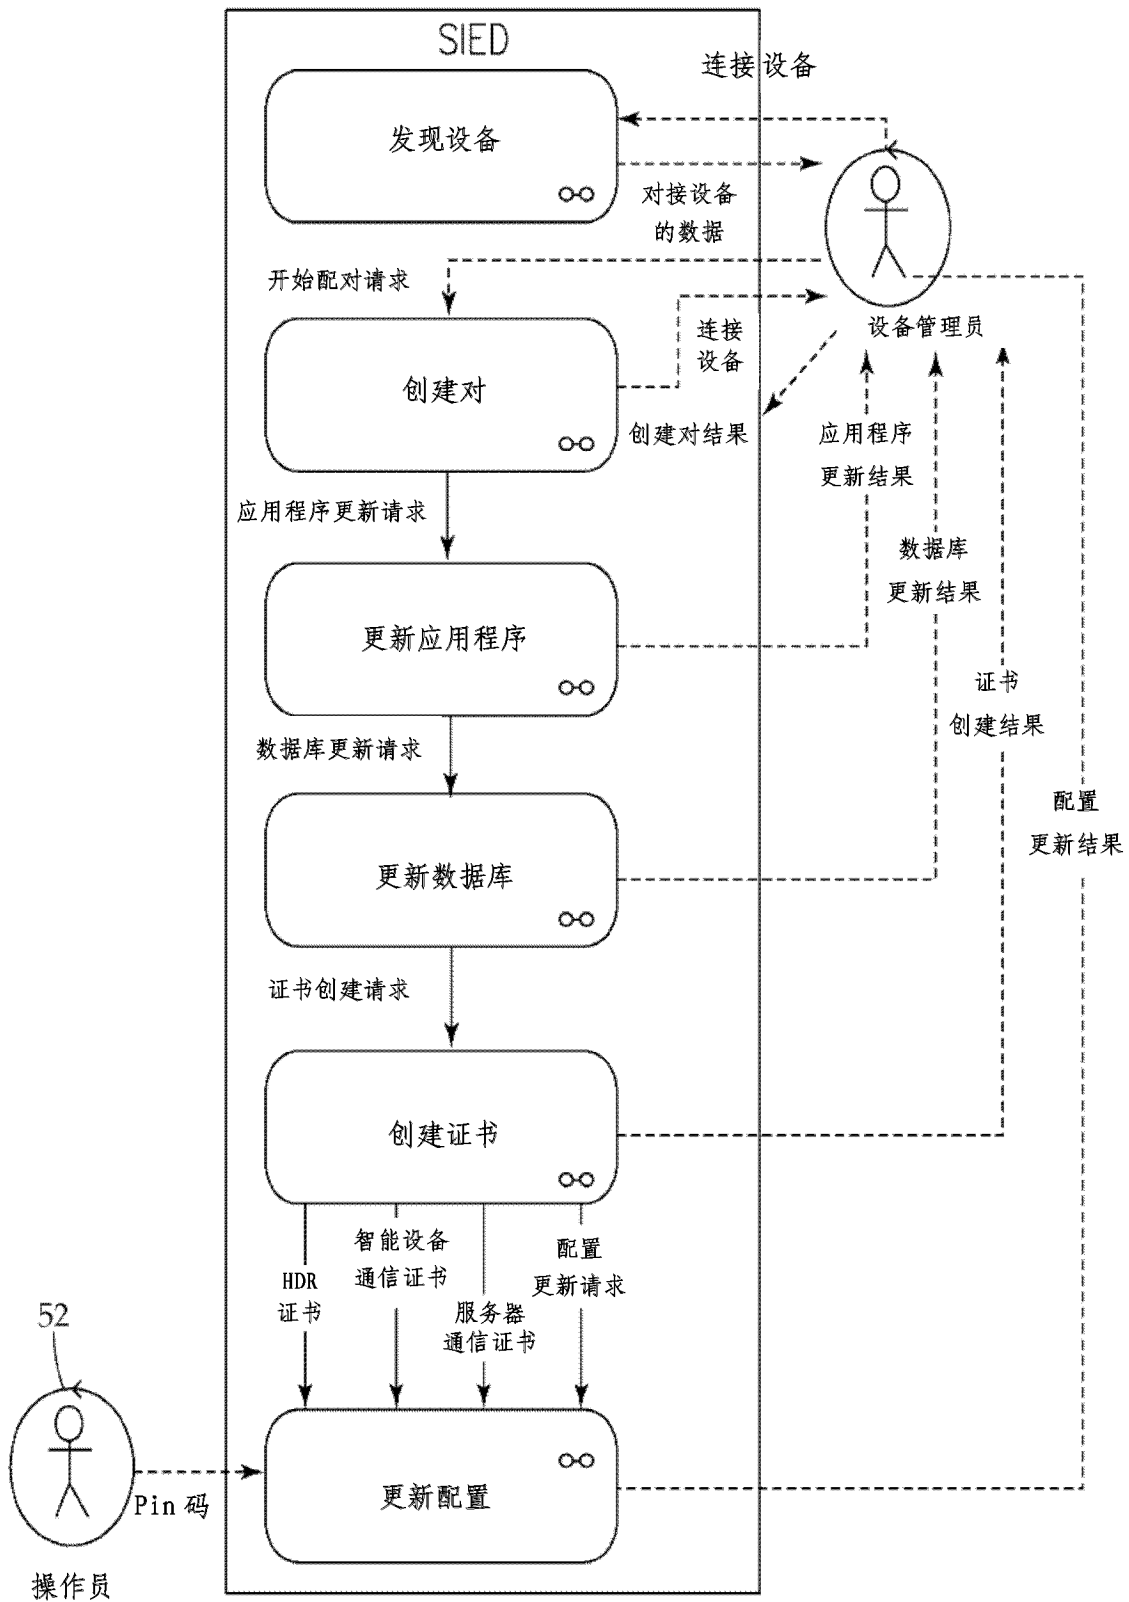 SIED
连接设备
发现设备
对接设备
的数据
开始配对请求
设备管理员
连接
设备
创建对
创建对结果
应用程序
更新结果
应用程序更新请求
数据库
更新结果
更新应用程序
证书
创建结果
数据库更新请求
配置
更新结果
更新数据库
证书创建请求
创建证书
智能设备
通信证书
配置
更新请求
HDR
证书
服务器
通信证书
52
更新配置
Pin 码
操作员